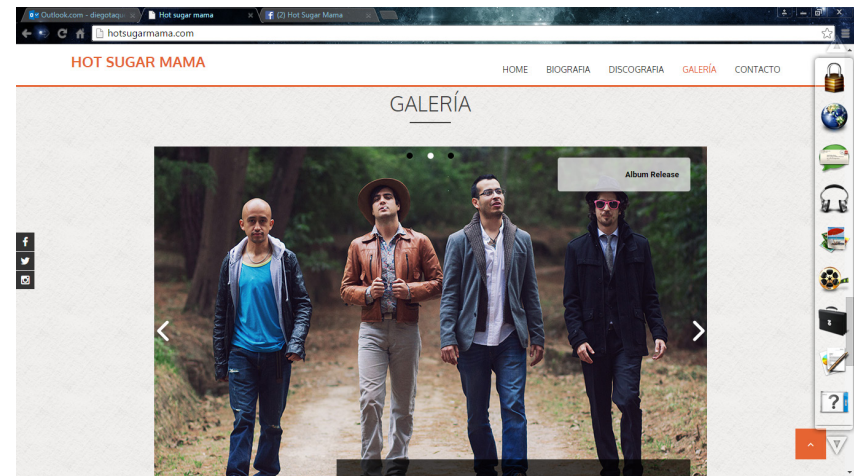 Outlook.com - diegotaqu
Hot sugar mama
(2) Hot Sugar Mama
hotsugarmama.com
HOT SUGAR MAMA
HOME BIOGRAFIA DISCOGRAFIA GALERÍA CONTACTO
GALERÍA
Album Release